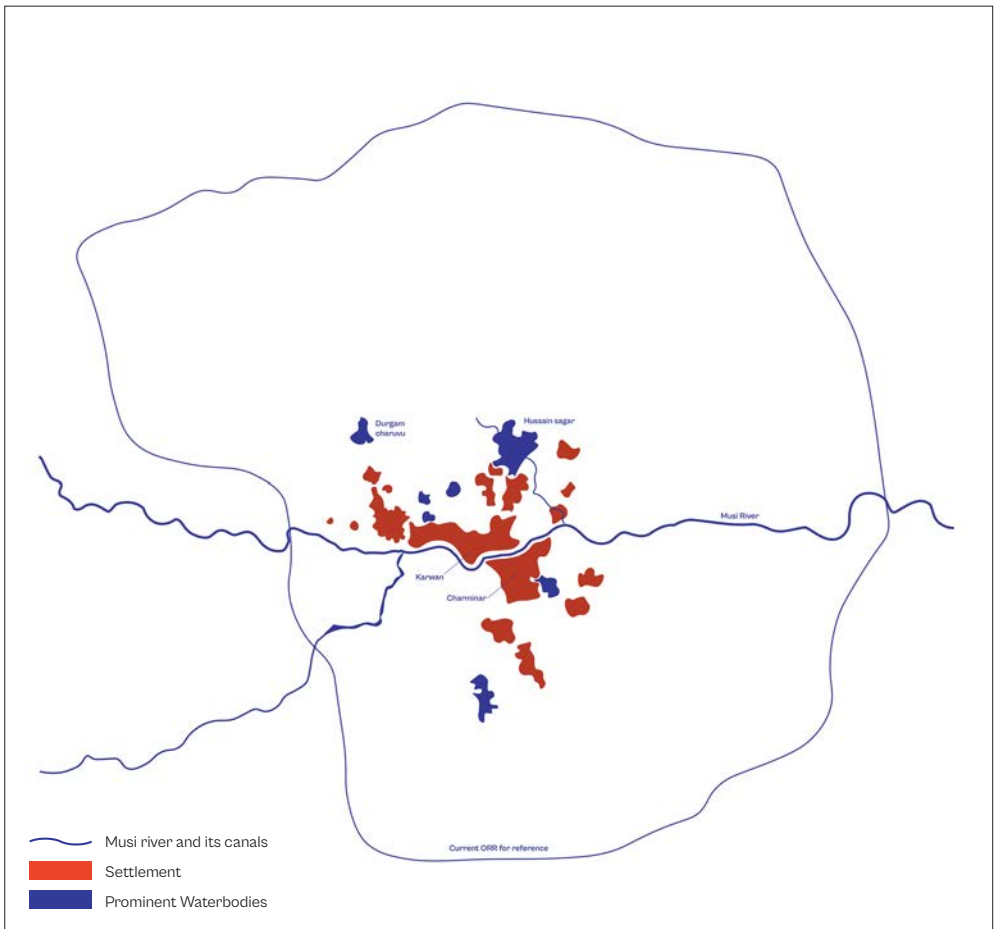 Durgam
cheruvu
Hussain sagar
Musi River
Karwan
Charminar
Current ORR for reference
Musi river and its canals
Settlement
Prominent Waterbodies